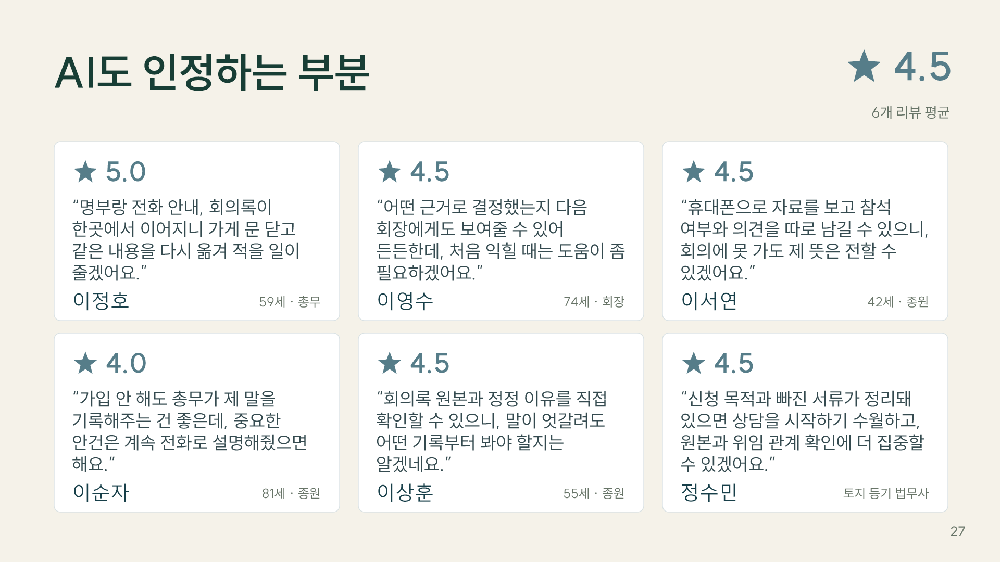 AI도 인정하는 부분
★ 4.5
6개 리뷰 평균
★ 5.0
“명부랑 전화 안내, 회의록이
한곳에서 이어지니 가게 문 닫고
같은 내용을 다시 옮겨 적을 일이
줄겠어요.”
이정호
59세 · 총무
★ 4.5
“어떤 근거로 결정했는지 다음
회장에게도 보여줄 수 있어
든든한데, 처음 익힐 때는 도움이 좀
필요하겠어요.”
이영수
74세 · 회장
★ 4.5
“휴대폰으로 자료를 보고 참석
여부와 의견을 따로 남길 수 있으니,
회의에 못 가도 제 뜻은 전할 수
있겠어요.”
이서연
42세 · 종원
★ 4.0
“가입 안 해도 총무가 제 말을
기록해주는 건 좋은데, 중요한
안건은 계속 전화로 설명해줬으면
해요.”
이순자
81세 · 종원
★ 4.5
“회의록 원본과 정정 이유를 직접
확인할 수 있으니, 말이 엇갈려도
어떤 기록부터 봐야 할지는
알겠네요.”
이상훈
55세 · 종원
★ 4.5
“신청 목적과 빠진 서류가 정리돼
있으면 상담을 시작하기 수월하고,
원본과 위임 관계 확인에 더 집중할
수 있겠어요.”
정수민
토지 등기 법무사
27